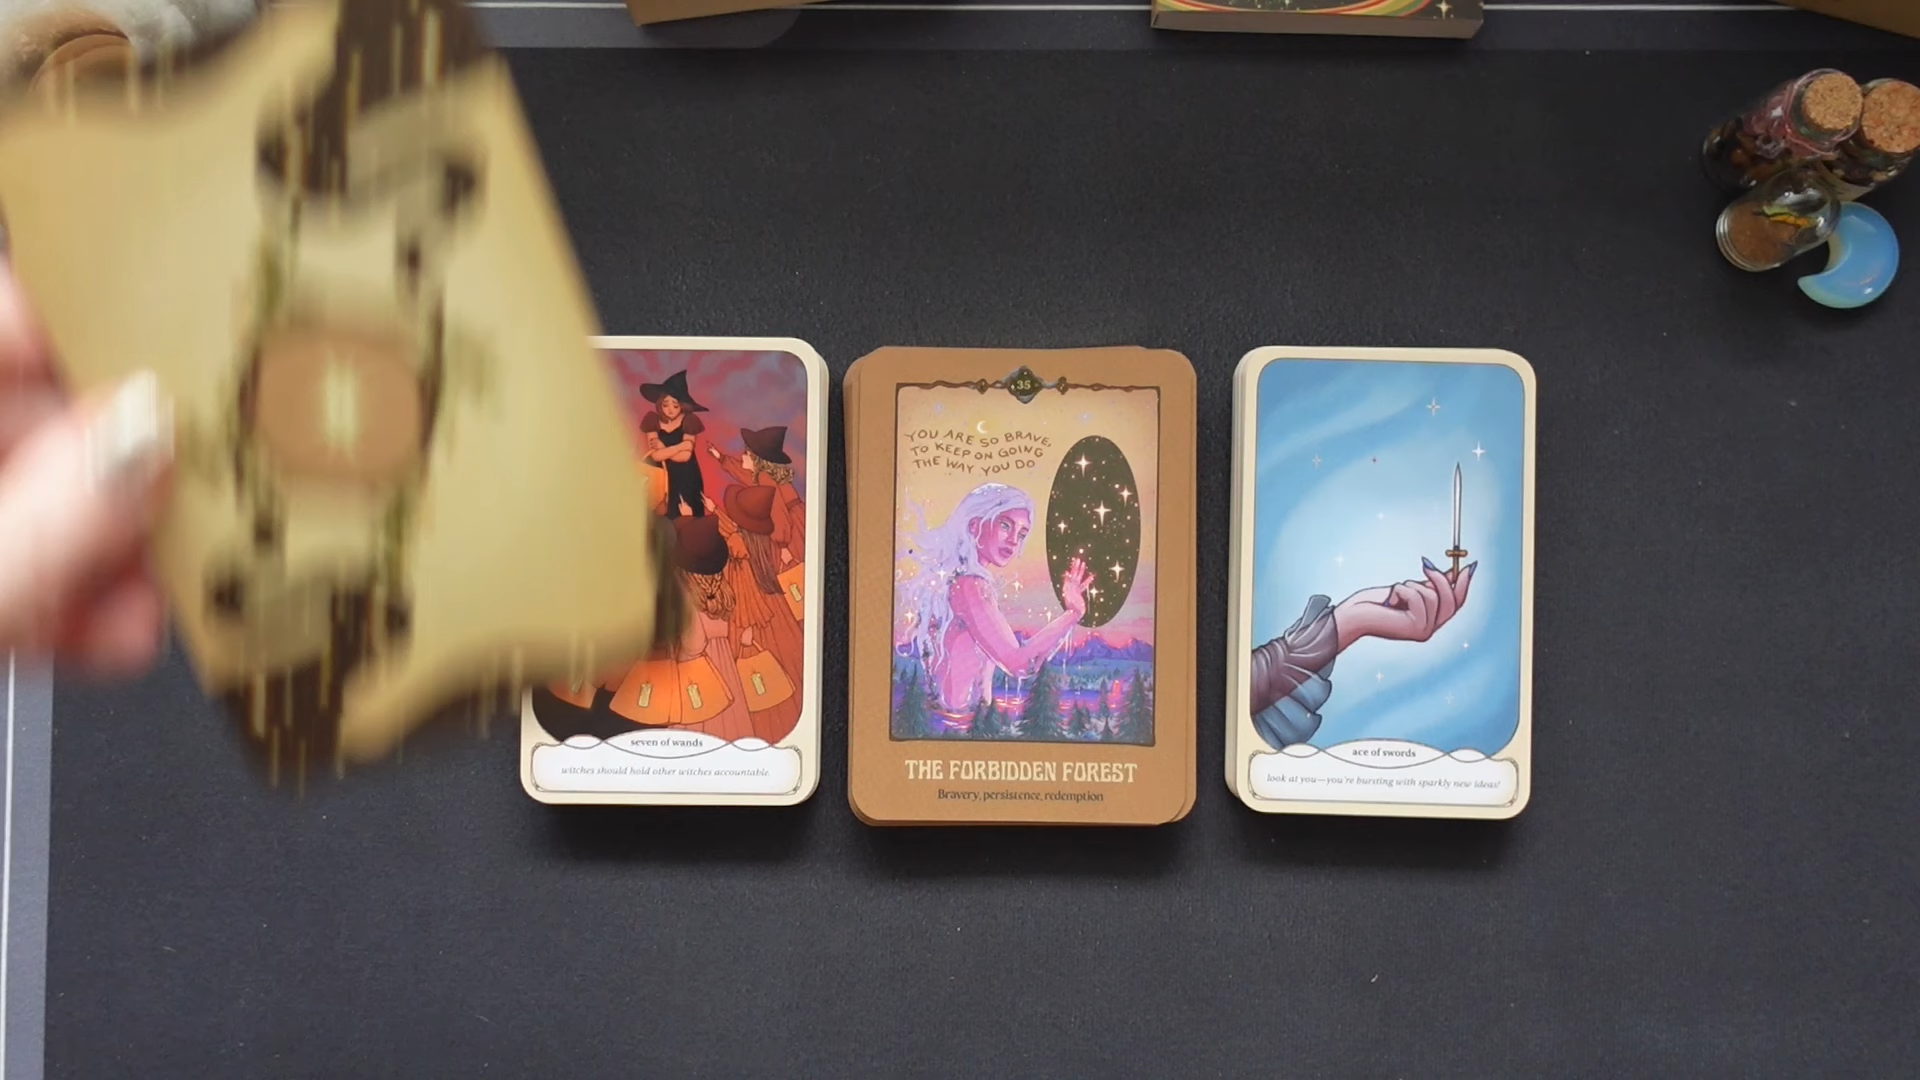 seven of wands
witches should hold other witches accountable.
35
YOU ARE SO BRAVE,
TO KEEP ON GOING
THE WAY YOU DO
THE FORBIDDEN FOREST
Bravery, persistence, redemption
ace of swords
look at you—you're bursting with sparkly new ideas!